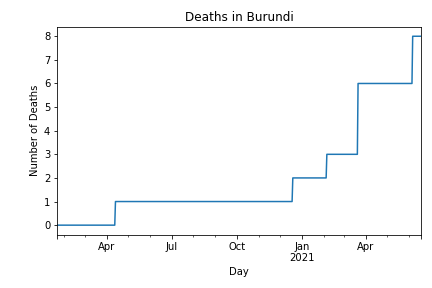 Deaths in Burundi
Number of Deaths
8
7
6
5
4
3
2
1
0
Apr
Jul
Oct
Jan
2021
Apr
Day